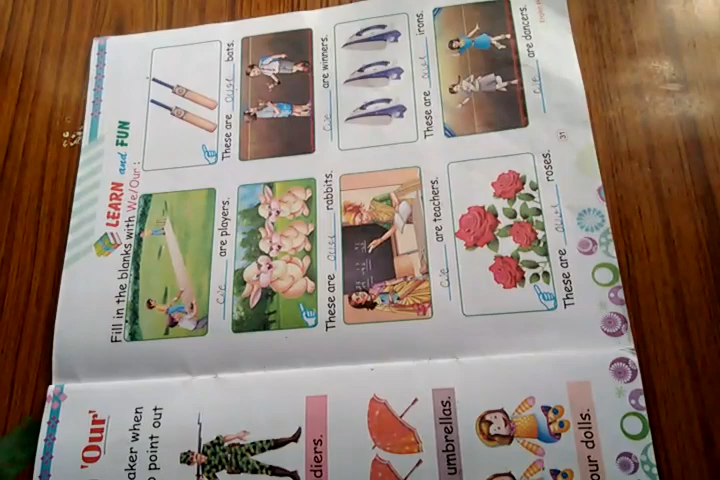 'Our'
aker when
point out
diers.
umbrellas.
our dolls.
LEARN and FUN
Fill in the blanks with We/Our :
we are players. These are our bats.
These are our rabbits. we are winners.
we are teachers. These are our irons.
These are our roses. we are dancers.
31